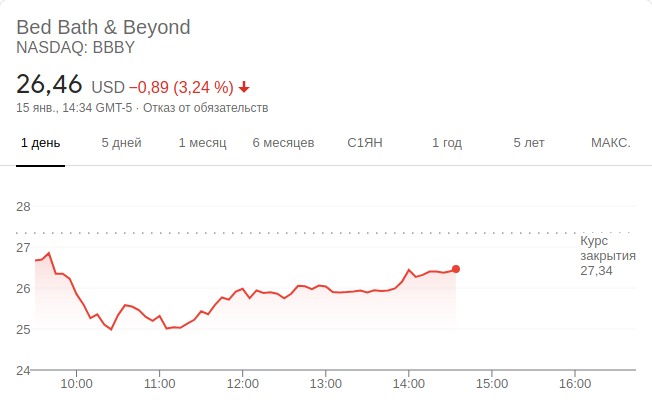 Bed Bath & Beyond
NASDAQ: BBBY
26,46 USD −0,89 (3,24 %)
15 янв., 14:34 GMT-5 · Отказ от обязательств
1 день 5 дней 1 месяц 6 месяцев С1ЯН 1 год 5 лет МАКС.
28
27
26
25
24
Курс
закрытия
27,34
10:00 11:00 12:00 13:00 14:00 15:00 16:00